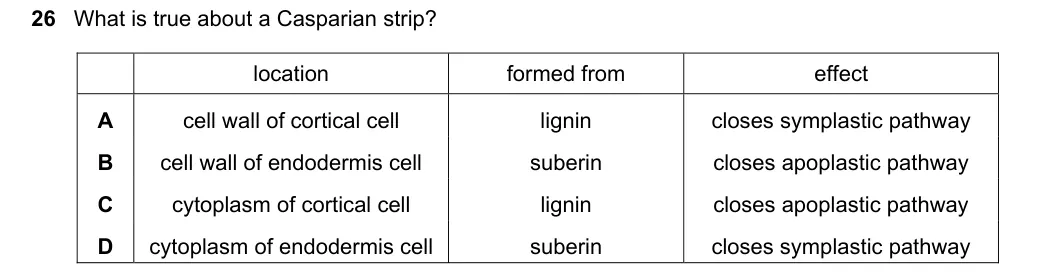 26 What is true about a Casparian strip?
location formed from effect
A cell wall of cortical cell lignin closes symplastic pathway
B cell wall of endodermis cell suberin closes apoplastic pathway
C cytoplasm of cortical cell lignin closes apoplastic pathway
D cytoplasm of endodermis cell suberin closes symplastic pathway